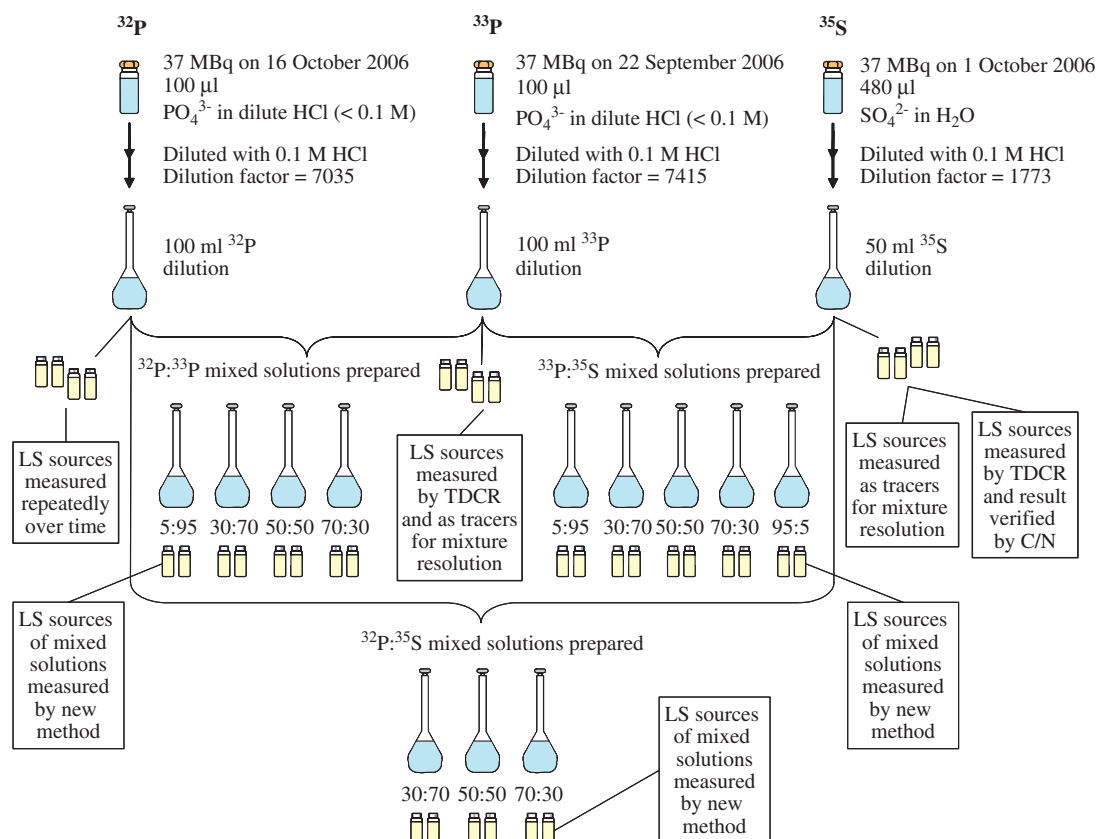 ³²P
37 MBq on 16 October 2006
100 µl
PO₄³⁻ in dilute HCl (< 0.1 M)
Diluted with 0.1 M HCl
Dilution factor = 7035
100 ml ³²P
dilution
³³P
37 MBq on 22 September 2006
100 µl
PO₄³⁻ in dilute HCl (< 0.1 M)
Diluted with 0.1 M HCl
Dilution factor = 7415
100 ml ³³P
dilution
³⁵S
37 MBq on 1 October 2006
480 µl
SO₄²⁻ in H₂O
Diluted with 0.1 M HCl
Dilution factor = 1773
50 ml ³⁵S
dilution
³²P:³³P mixed solutions prepared
³³P:³⁵S mixed solutions prepared
LS sources
measured
repeatedly
over time
5:95 30:70 50:50 70:30
LS sources
measured
by TDCR
and as tracers
for mixture
resolution
5:95 30:70 50:50 70:30 95:5
LS sources
measured
as tracers
for mixture
resolution
LS sources
measured
by TDCR
and result
verified
by C/N
LS sources
of mixed
solutions
measured
by new
method
³²P:³⁵S mixed solutions prepared
LS sources
of mixed
solutions
measured
by new
method
30:70 50:50 70:30
LS sources
of mixed
solutions
measured
by new
method